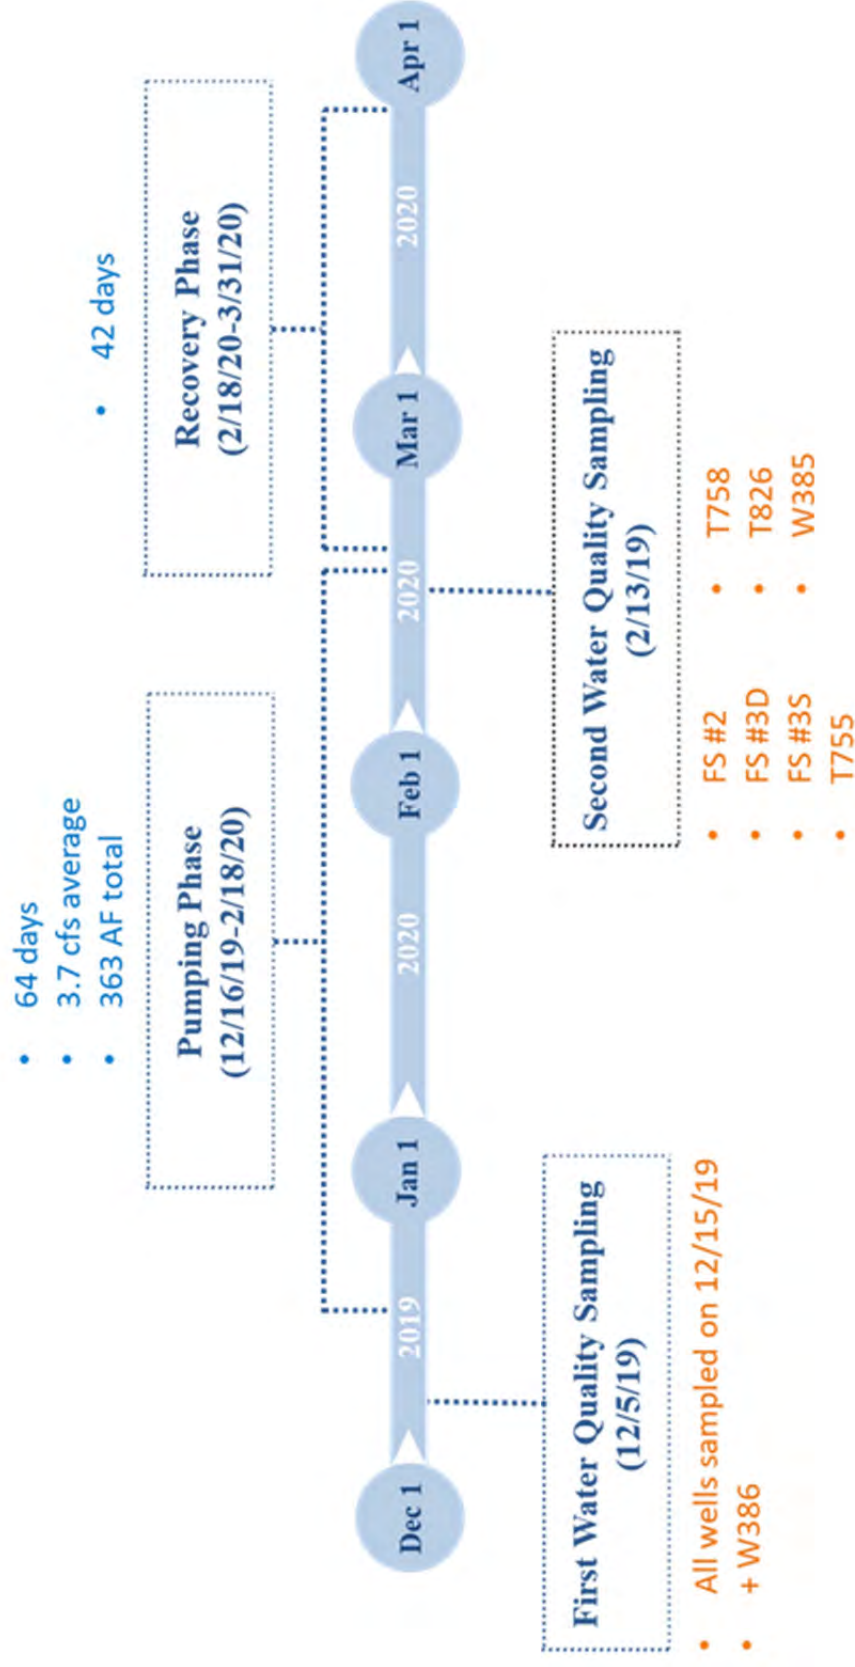 • 64 days
• 3.7 cfs average
• 363 AF total
• 42 days
Pumping Phase
(12/16/19-2/18/20)
Recovery Phase
(2/18/20-3/31/20)
Dec 1
2019
Jan 1
2020
Feb 1
2020
Mar 1
2020
Apr 1
First Water Quality Sampling
(12/5/19)
• All wells sampled on 12/15/19
• + W386
Second Water Quality Sampling
(2/13/19)
• FS #2
• FS #3D
• FS #3S
• T755
• T758
• T826
• W385